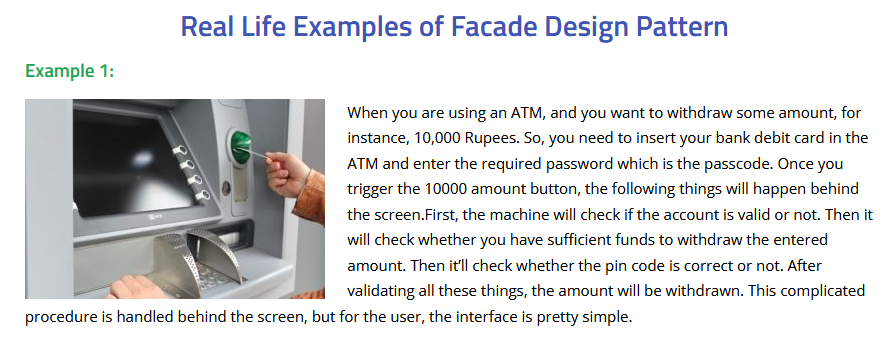 Real Life Examples of Facade Design Pattern
Example 1:
When you are using an ATM, and you want to withdraw some amount, for
instance, 10,000 Rupees. So, you need to insert your bank debit card in the
ATM and enter the required password which is the passcode. Once you
trigger the 10000 amount button, the following things will happen behind
the screen.First, the machine will check if the account is valid or not. Then it
will check whether you have sufficient funds to withdraw the entered
amount. Then it’ll check whether the pin code is correct or not. After
validating all these things, the amount will be withdrawn. This complicated
procedure is handled behind the screen, but for the user, the interface is pretty simple.